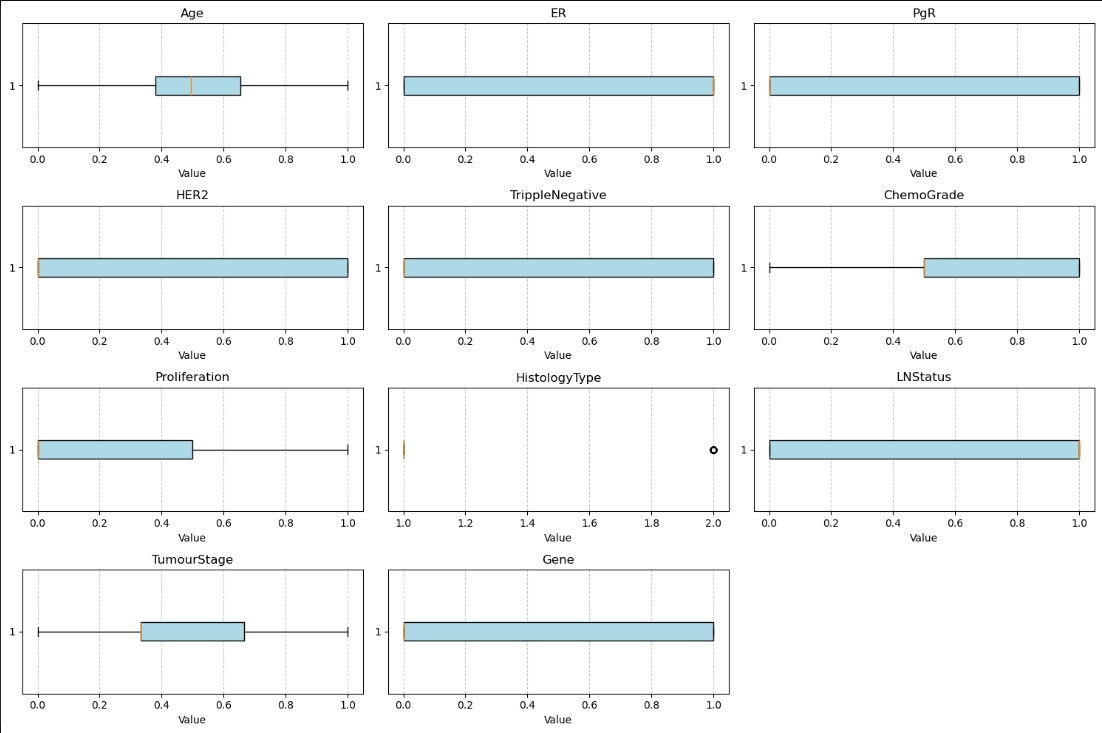 Age ER PgR
1 1 1
0.0 0.2 0.4 0.6 0.8 1.0 0.0 0.2 0.4 0.6 0.8 1.0 0.0 0.2 0.4 0.6 0.8 1.0
Value Value Value
HER2 TrippleNegative ChemoGrade
1 1 1
0.0 0.2 0.4 0.6 0.8 1.0 0.0 0.2 0.4 0.6 0.8 1.0 0.0 0.2 0.4 0.6 0.8 1.0
Value Value Value
Proliferation HistologyType LNStatus
1 1 1
0.0 0.2 0.4 0.6 0.8 1.0 1.0 1.2 1.4 1.6 1.8 2.0 0.0 0.2 0.4 0.6 0.8 1.0
Value Value Value
TumourStage Gene
1 1
0.0 0.2 0.4 0.6 0.8 1.0 0.0 0.2 0.4 0.6 0.8 1.0
Value Value